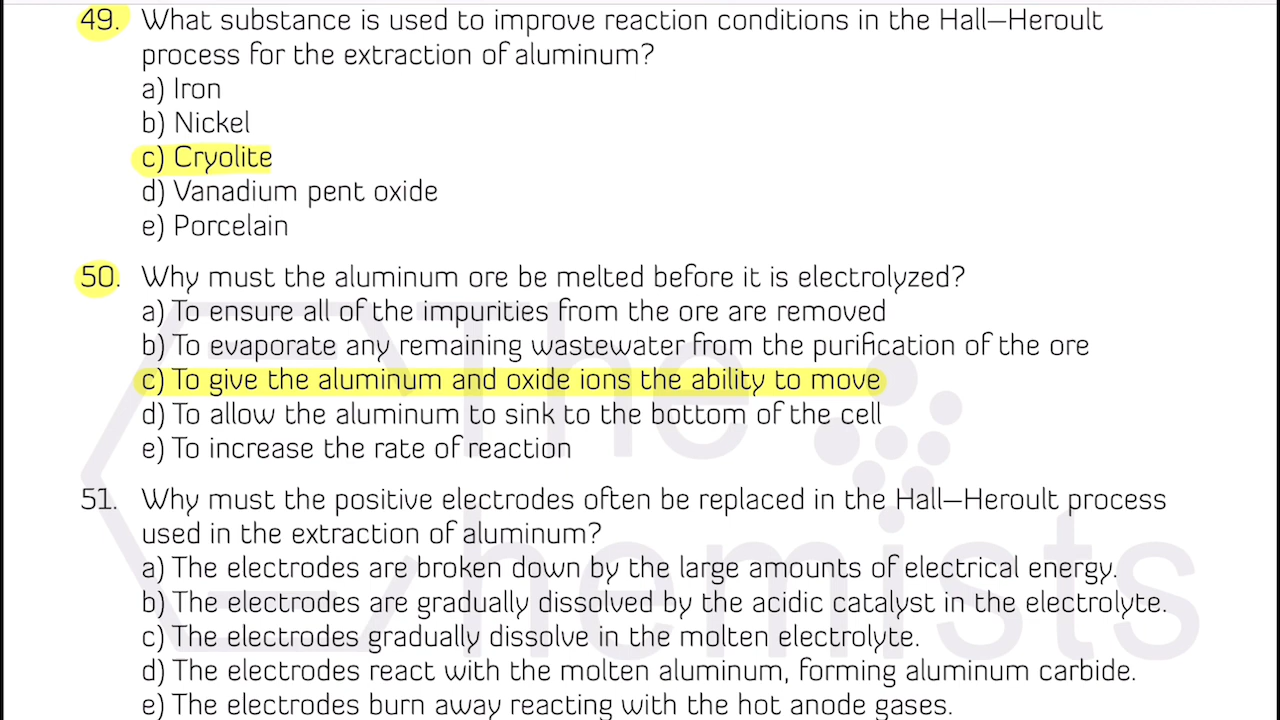 49. What substance is used to improve reaction conditions in the Hall–Heroult
process for the extraction of aluminum?
a) Iron
b) Nickel
c) Cryolite
d) Vanadium pent oxide
e) Porcelain
50. Why must the aluminum ore be melted before it is electrolyzed?
a) To ensure all of the impurities from the ore are removed
b) To evaporate any remaining wastewater from the purification of the ore
c) To give the aluminum and oxide ions the ability to move
d) To allow the aluminum to sink to the bottom of the cell
e) To increase the rate of reaction
51. Why must the positive electrodes often be replaced in the Hall–Heroult process
used in the extraction of aluminum?
a) The electrodes are broken down by the large amounts of electrical energy.
b) The electrodes are gradually dissolved by the acidic catalyst in the electrolyte.
c) The electrodes gradually dissolve in the molten electrolyte.
d) The electrodes react with the molten aluminum, forming aluminum carbide.
e) The electrodes burn away reacting with the hot anode gases.
The
Chemists